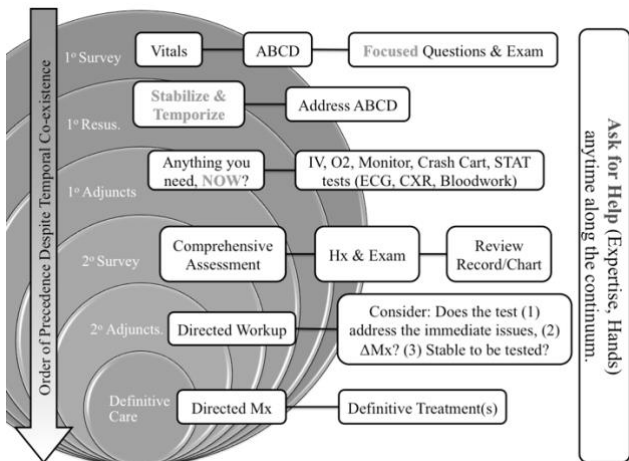 Order of Precedence Despite Temporal Co-existence
1º Survey
Vitals
ABCD
Focused Questions & Exam
1º Resus.
Stabilize &
Temporize
Address ABCD
1º Adjuncts
Anything you
need, NOW?
IV, O2, Monitor, Crash Cart, STAT
tests (ECG, CXR, Bloodwork)
2º Survey
Comprehensive
Assessment
Hx & Exam
Review
Record/Chart
2º Adjuncts.
Directed Workup
Consider: Does the test (1)
address the immediate issues, (2)
ΔMx? (3) Stable to be tested?
Definitive
Care
Directed Mx
Definitive Treatment(s)
Ask for Help (Expertise, Hands)
anytime along the continuum.